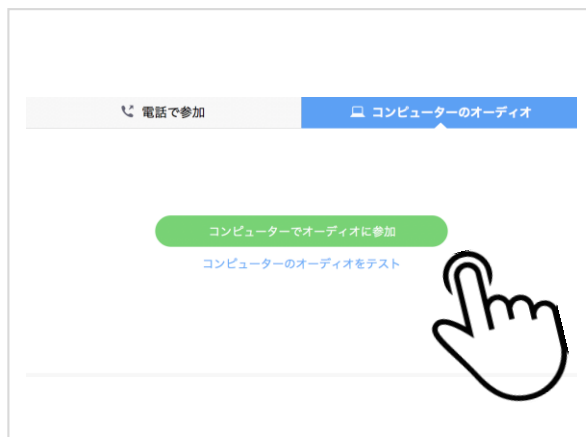 電話で参加
コンピューターのオーディオ
コンピューターでオーディオに参加
コンピューターのオーディオをテスト